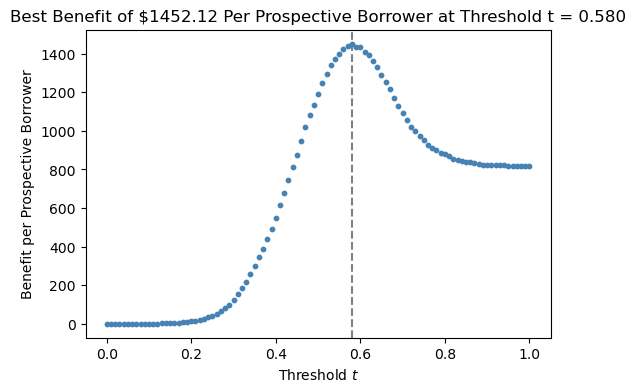 Best Benefit of $1452.12 Per Prospective Borrower at Threshold t = 0.580
Benefit per Prospective Borrower
1400
1200
1000
800
600
400
200
0
0.0 0.2 0.4 0.6 0.8 1.0
Threshold t